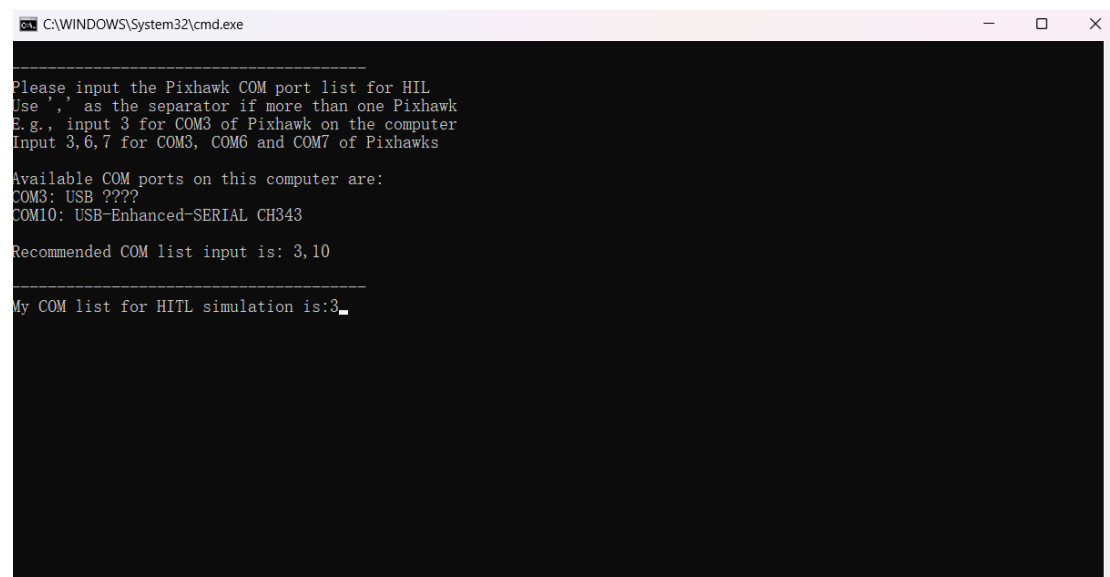 C:\WINDOWS\System32\cmd.exe
_______________________________________
Please input the Pixhawk COM port list for HIL
Use ',' as the separator if more than one Pixhawk
E.g., input 3 for COM3 of Pixhawk on the computer
Input 3,6,7 for COM3, COM6 and COM7 of Pixhawks
Available COM ports on this computer are:
COM3: USB ????
COM10: USB-Enhanced-SERIAL CH343
Recommended COM list input is: 3,10
_______________________________________
My COM list for HITL simulation is:3